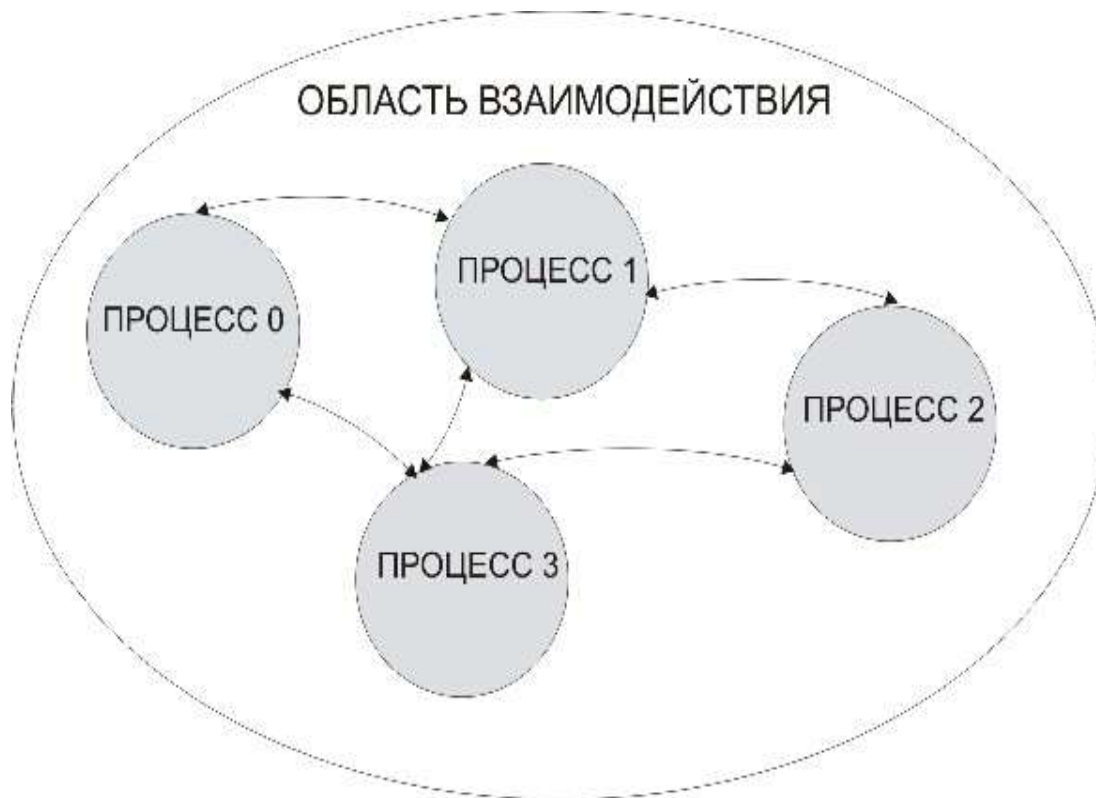 ОБЛАСТЬ ВЗАИМОДЕЙСТВИЯ
ПРОЦЕСС 1
ПРОЦЕСС 0
ПРОЦЕСС 2
ПРОЦЕСС 3